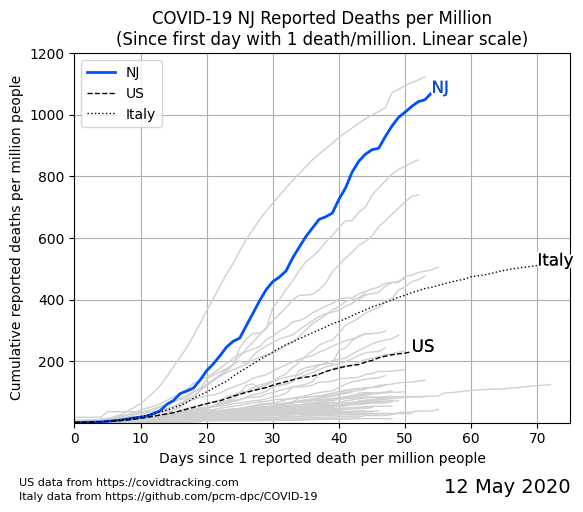 COVID-19 NJ Reported Deaths per Million
(Since first day with 1 death/million. Linear scale)
Cumulative reported deaths per million people
1200
1000
800
600
400
200
NJ
US
Italy
NJ
Italy
US
0 10 20 30 40 50 60 70
Days since 1 reported death per million people
US data from https://covidtracking.com
Italy data from https://github.com/pcm-dpc/COVID-19
12 May 2020